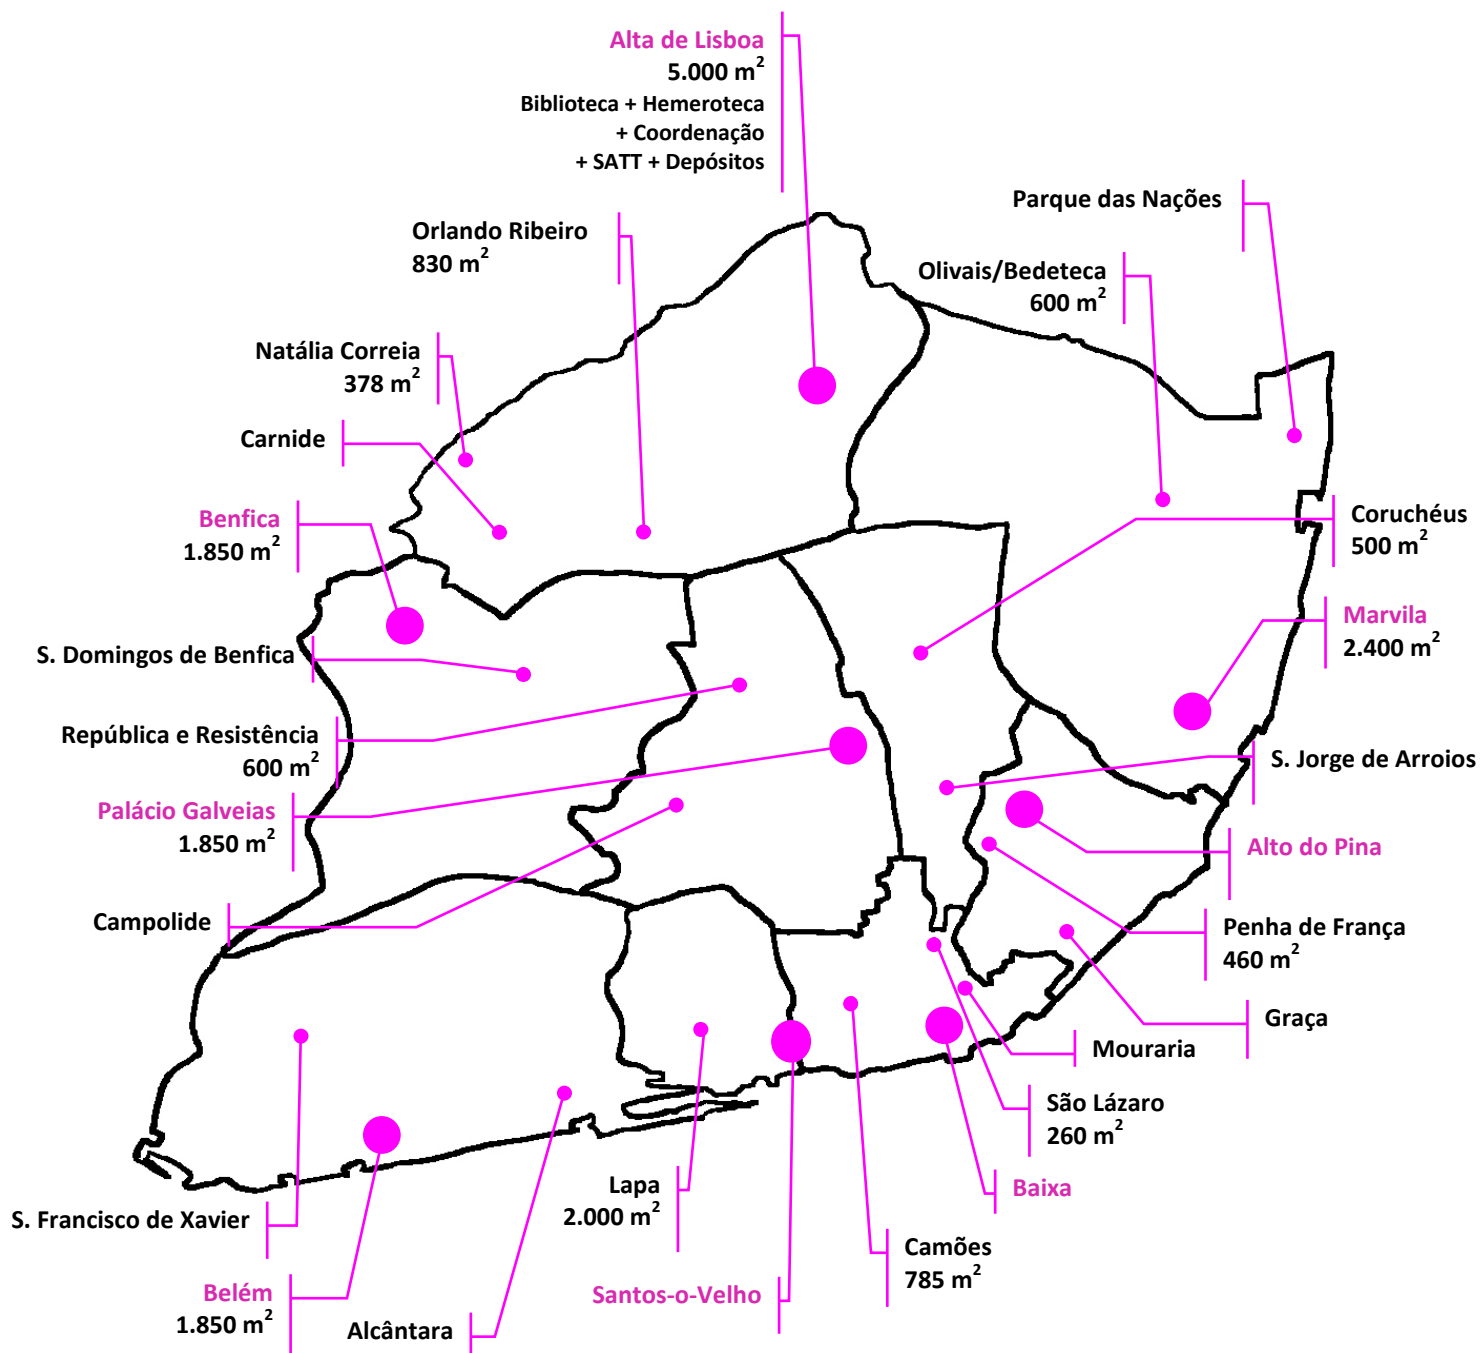 Alta de Lisboa
5.000 m²
Biblioteca + Hemeroteca
+ Coordenação
+ SATT + Depósitos
Parque das Nações
Orlando Ribeiro
830 m²
Olivais/Bedeteca
600 m²
Natália Correia
378 m²
Carnide
Benfica
1.850 m²
Coruchéus
500 m²
Marvila
2.400 m²
S. Domingos de Benfica
República e Resistência
600 m²
S. Jorge de Arroios
Palácio Galveias
1.850 m²
Alto do Pina
Campolide
Penha de França
460 m²
Graça
Mouraria
São Lázaro
260 m²
Baixa
Lapa
2.000 m²
S. Francisco de Xavier
Camões
785 m²
Belém
1.850 m²
Santos-o-Velho
Alcântara